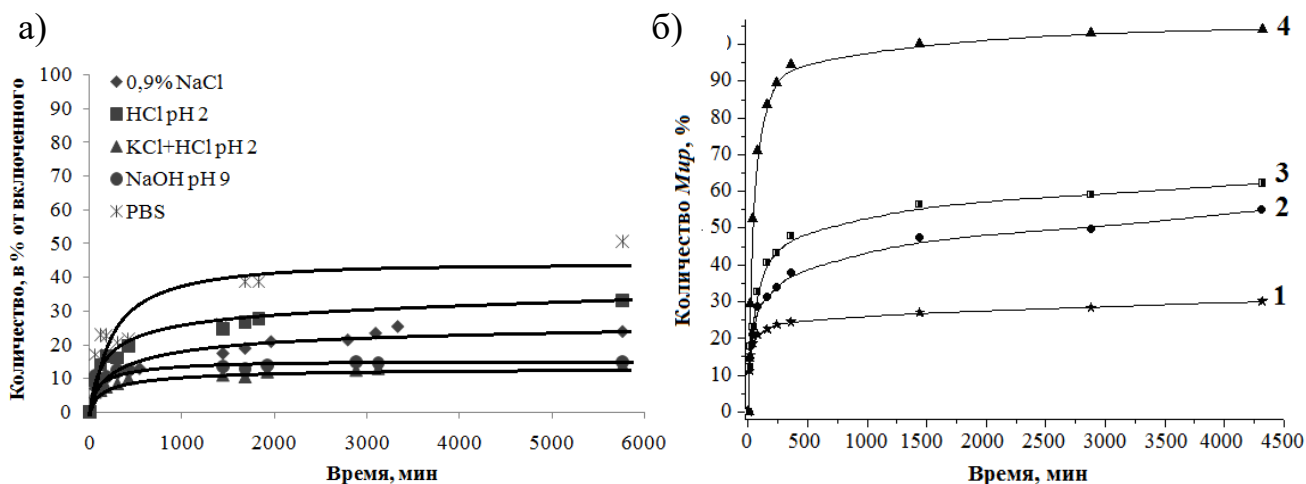 а)
100
90
80
70
60
50
40
30
20
10
0
Количество, в % от включенного
0,9% NaCl
HCl pH 2
KCl+HCl pH 2
NaOH pH 9
PBS
0 1000 2000 3000 4000 5000 6000
Время, мин
б)
0
90
80
70
60
50
40
30
20
10
0
Количество Мир, %
4
3
2
1
0 500 1000 1500 2000 2500 3000 3500 4000 4500
Время, мин